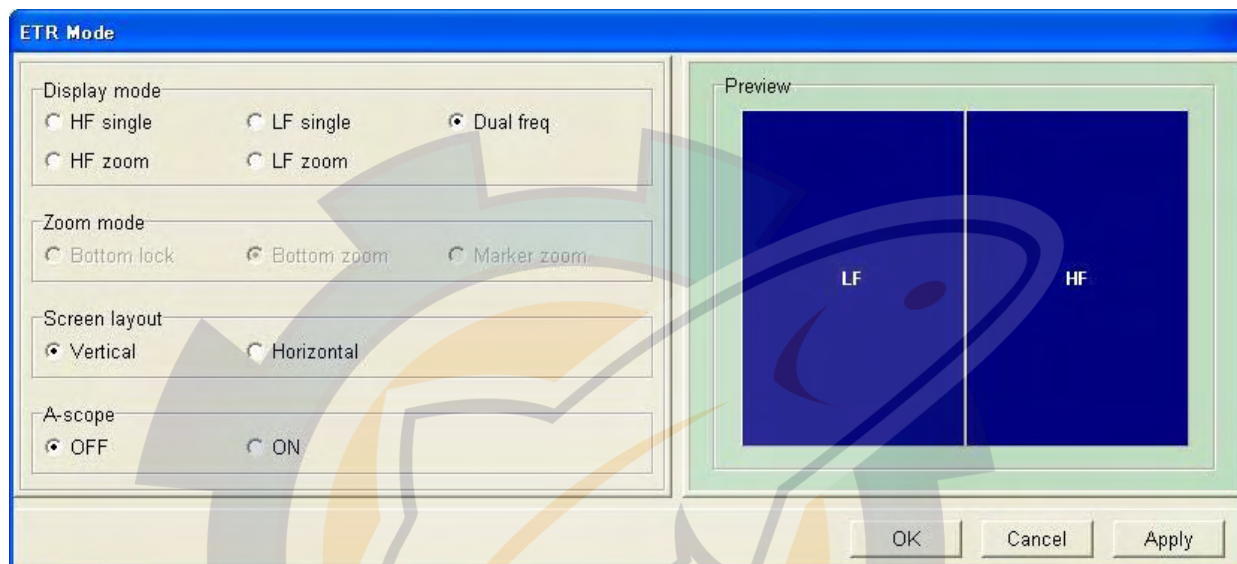 ETR Mode
Display mode
HF single LF single Dual freq
HF zoom LF zoom
Zoom mode
Bottom lock Bottom zoom Marker zoom
Screen layout
Vertical Horizontal
A-scope
OFF ON
Preview
LF HF
OK Cancel Apply